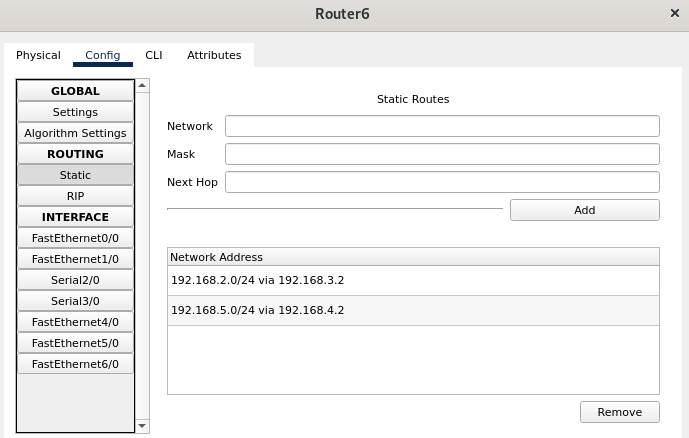 Router6
Physical Config CLI Attributes
GLOBAL
Settings
Algorithm Settings
ROUTING
Static
RIP
INTERFACE
FastEthernet0/0
FastEthernet1/0
Serial2/0
Serial3/0
FastEthernet4/0
FastEthernet5/0
FastEthernet6/0
Static Routes
Network
Mask
Next Hop
Add
Network Address
192.168.2.0/24 via 192.168.3.2
192.168.5.0/24 via 192.168.4.2
Remove